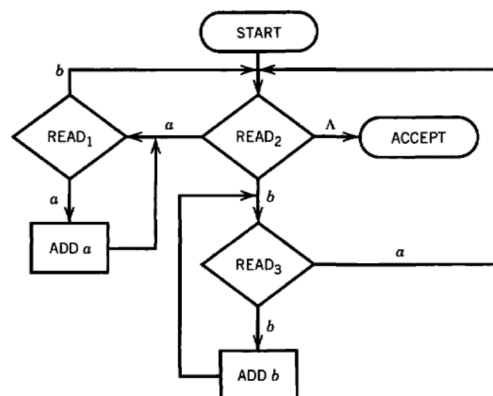 START
b
READ₁
a
READ₂
Λ
ACCEPT
a
b
ADD a
READ₃
a
b
ADD b